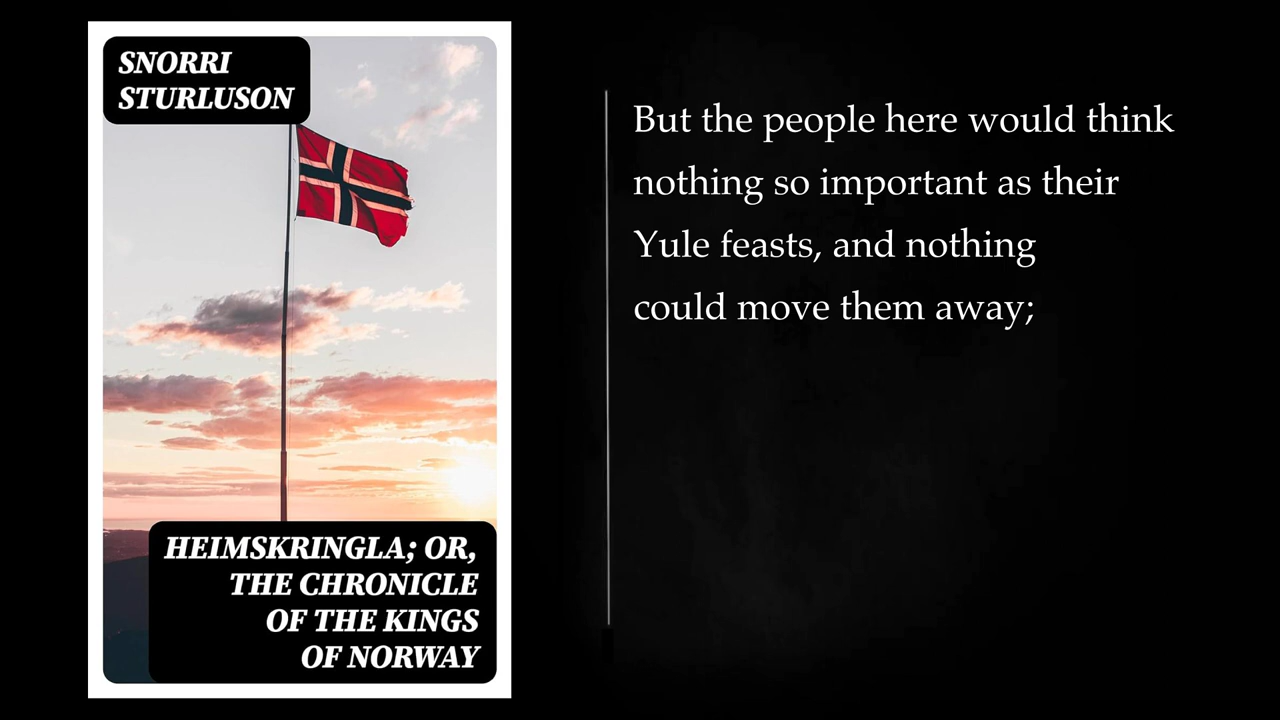 SNORRI
STURLUSON
HEIMSKRINGLA; OR,
THE CHRONICLE
OF THE KINGS
OF NORWAY
But the people here would think
nothing so important as their
Yule feasts, and nothing
could move them away;